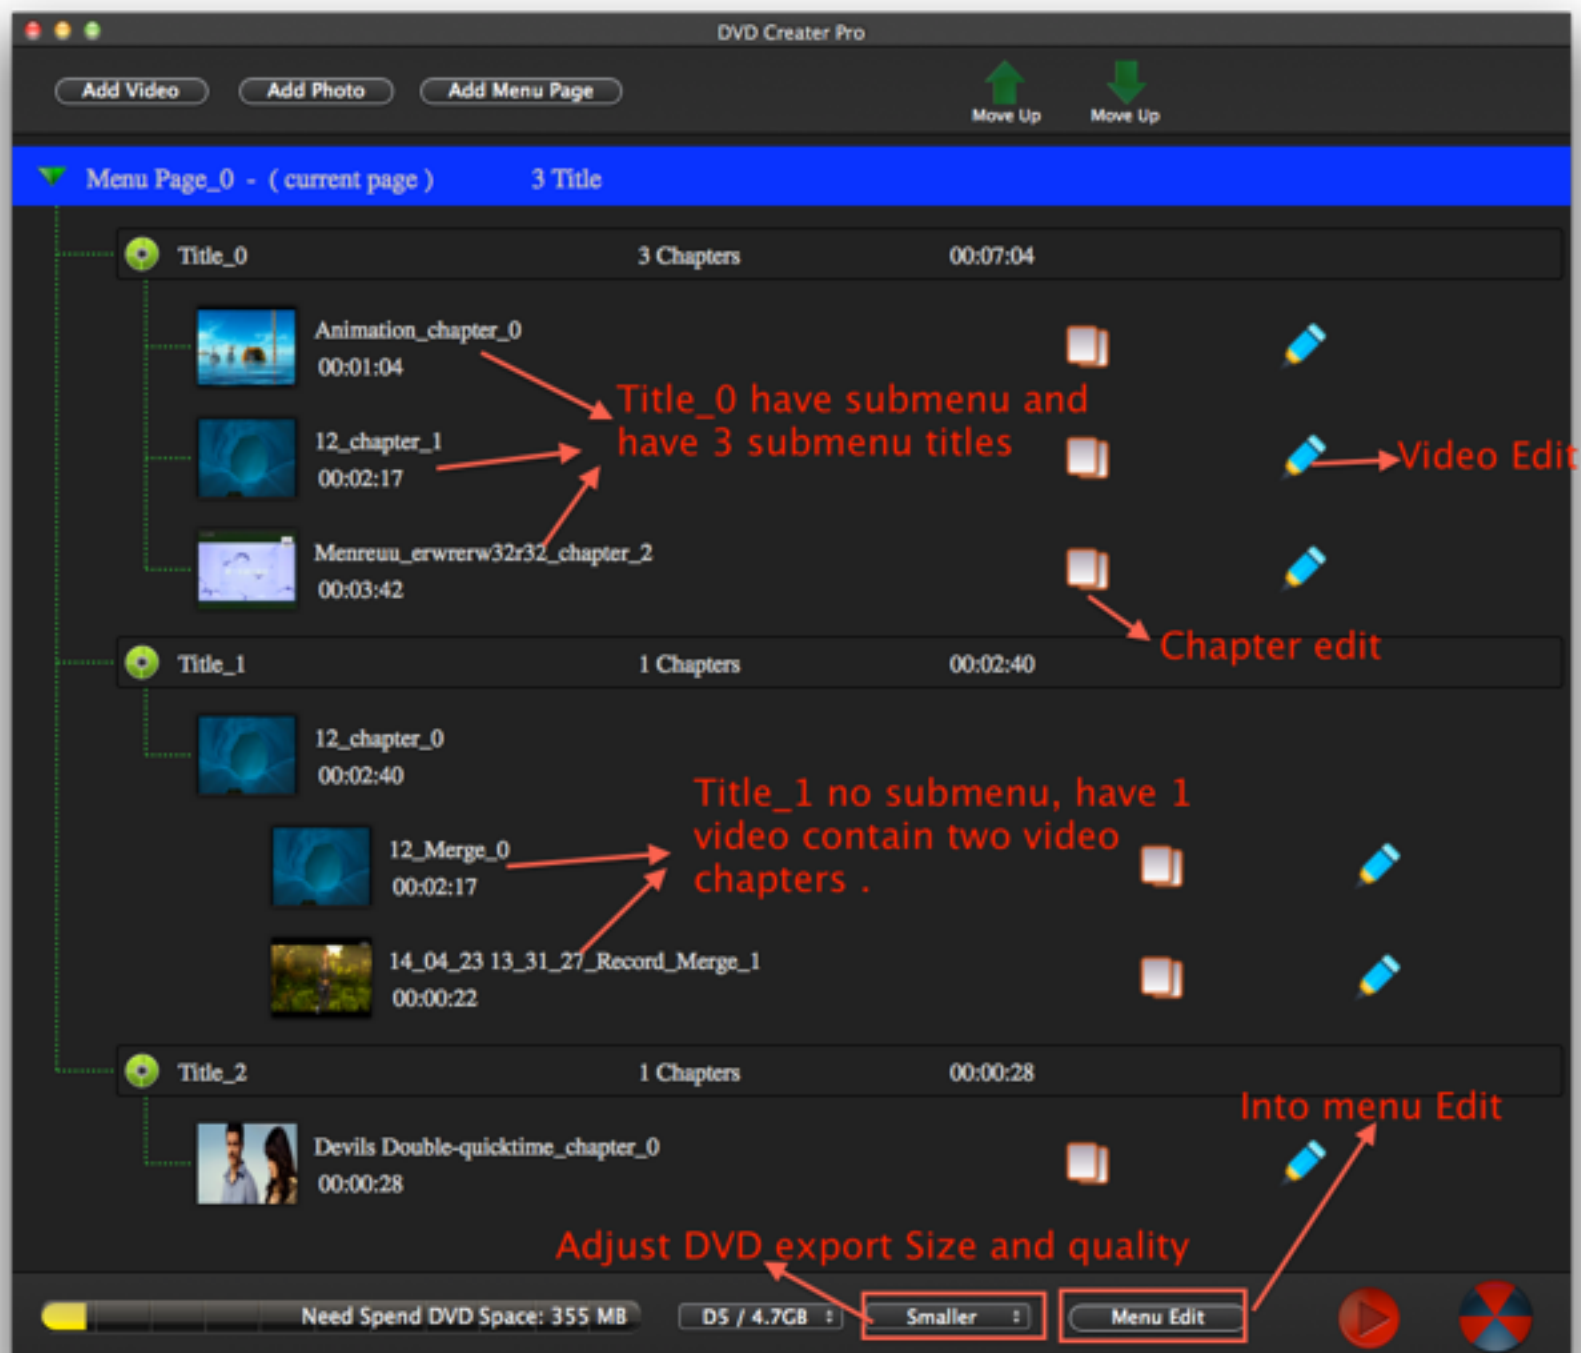 DVD Creater Pro
Add Video
Add Photo
Add Menu Page
Move Up
Move Up
Menu Page_0 - ( current page )
3 Title
Title_0
3 Chapters
00:07:04
Animation_chapter_0
00:01:04
Title_0 have submenu and
have 3 submenu titles
12_chapter_1
00:02:17
Video Edit
Menreuu_erwrerw32r32_chapter_2
00:03:42
Chapter edit
Title_1
1 Chapters
00:02:40
12_chapter_0
00:02:40
Title_1 no submenu, have 1
video contain two video
chapters .
12_Merge_0
00:02:17
14_04_23 13_31_27_Record_Merge_1
00:00:22
Title_2
1 Chapters
00:00:28
Into menu Edit
Devils Double-quicktime_chapter_0
00:00:28
Adjust DVD export Size and quality
Need Spend DVD Space: 355 MB
D5 / 4.7GB
Smaller
Menu Edit